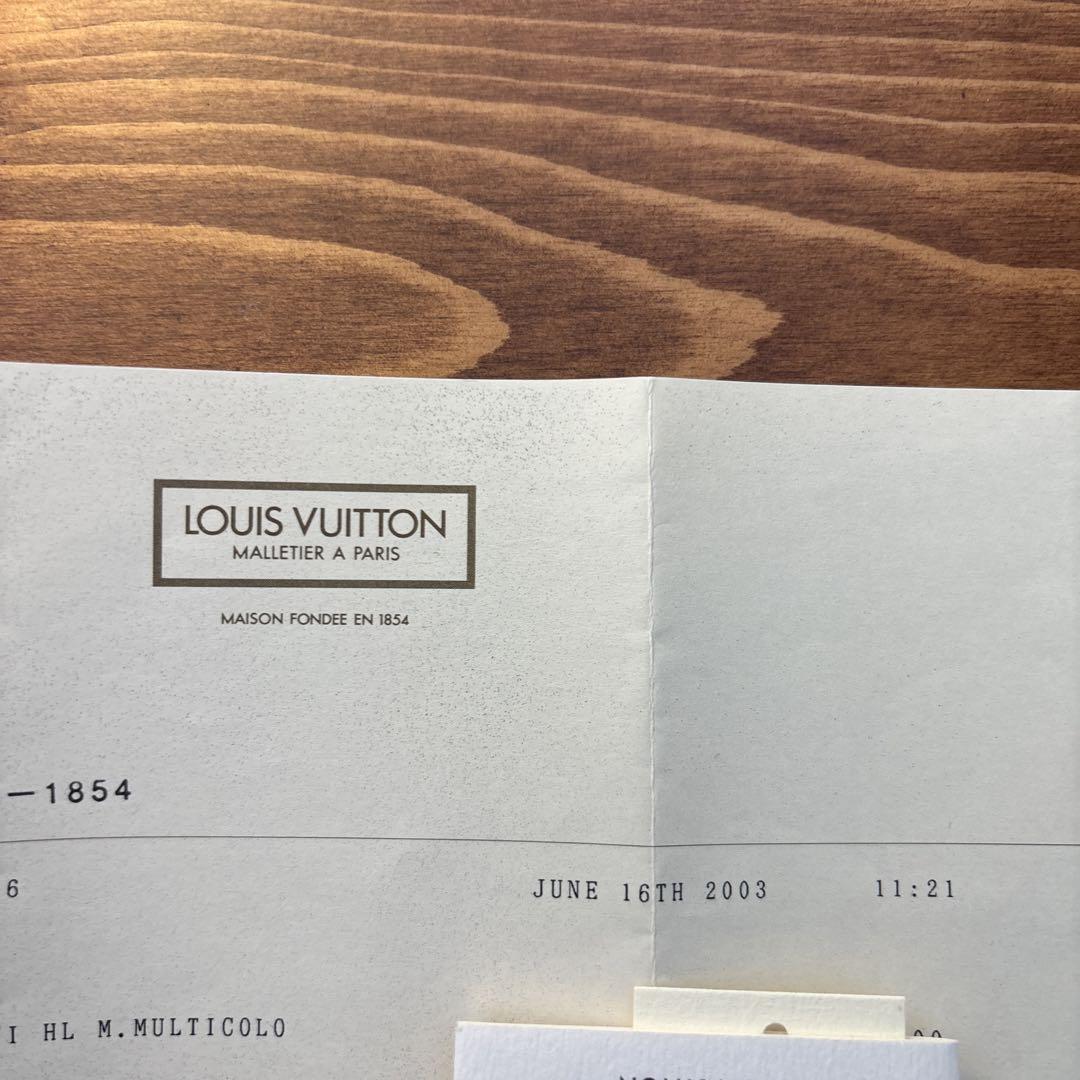 LOUIS VUITTON
MALLETIER A PARIS
MAISON FONDEE EN 1854
—1854
6 JUNE 16TH 2003 11:21
I HL M.MULTICOLO